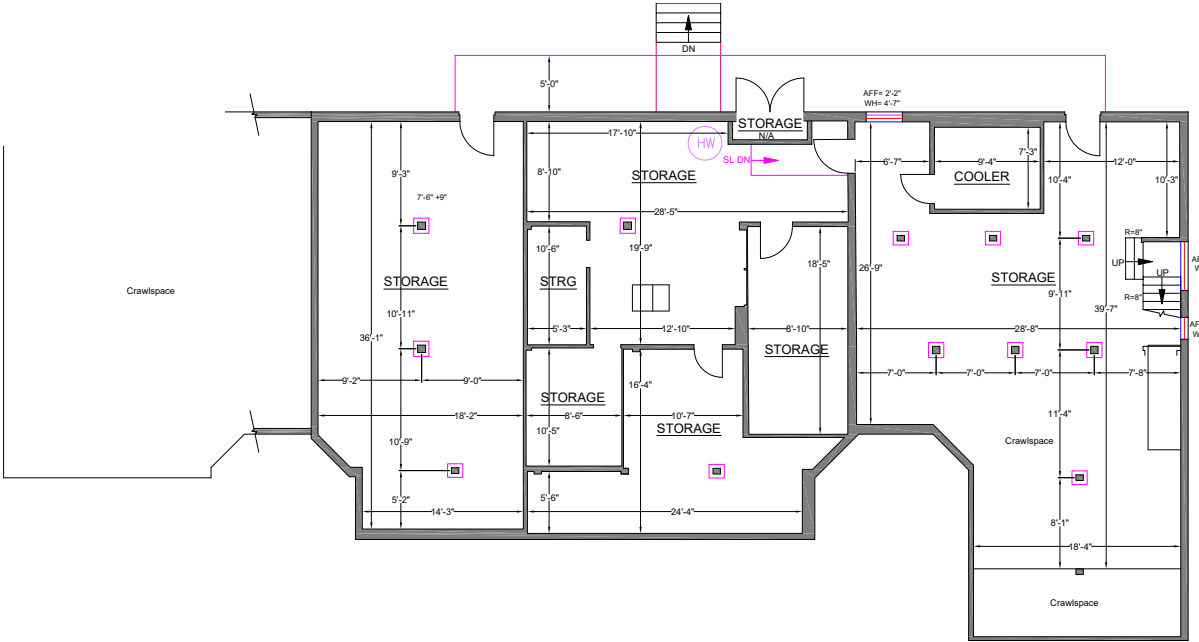 DN
5'-0"
AFF= 2'-2"
WH= 4'-7"
STORAGE
N/A
17'-10"
HW
SL DN
6'-7"
9'-4"
7'-3"
12'-0"
COOLER
10'-4"
10'-3"
9'-3"
8'-10"
STORAGE
7'-6" +9"
28'-5"
R=8"
UP
UP
R=8"
10'-6"
19'-9"
18'-5"
26'-9"
STORAGE
9'-11"
39'-7"
STORAGE
STRG
Crawlspace
10'-11"
36'-1"
5'-3"
12'-10"
8'-10"
28'-8"
STORAGE
9'-2"
9'-0"
16'-4"
7'-0"
7'-0"
7'-0"
7'-8"
STORAGE
18'-2"
8'-6"
10'-7"
11'-4"
STORAGE
10'-9"
10'-5"
Crawlspace
5'-2"
5'-6"
14'-3"
24'-4"
8'-1"
18'-4"
Crawlspace